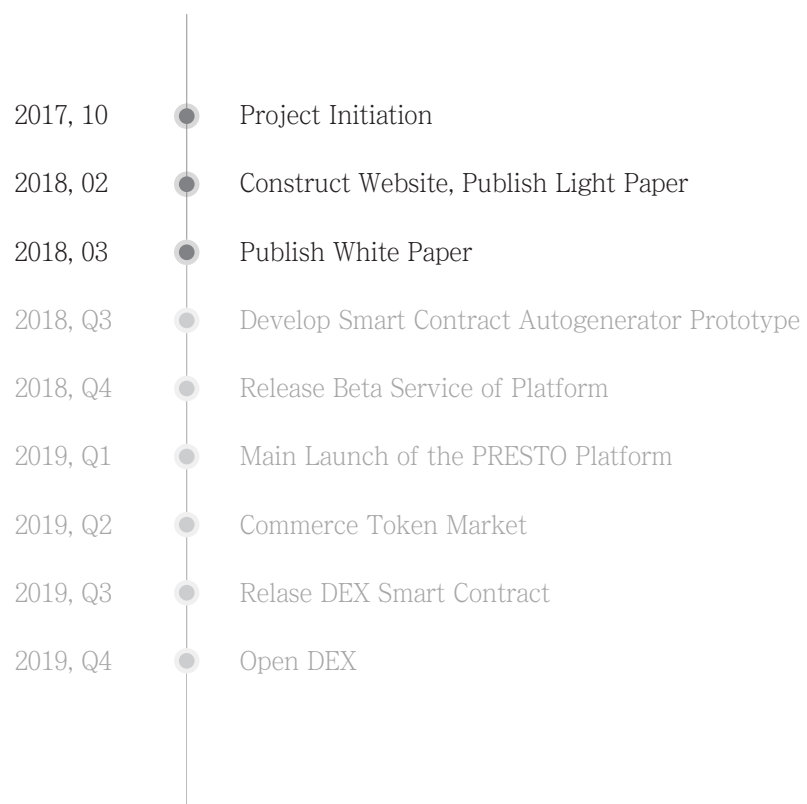 2017, 10 Project Initiation
2018, 02 Construct Website, Publish Light Paper
2018, 03 Publish White Paper
2018, Q3 Develop Smart Contract Autogenerator Prototype
2018, Q4 Release Beta Service of Platform
2019, Q1 Main Launch of the PRESTO Platform
2019, Q2 Commerce Token Market
2019, Q3 Relase DEX Smart Contract
2019, Q4 Open DEX